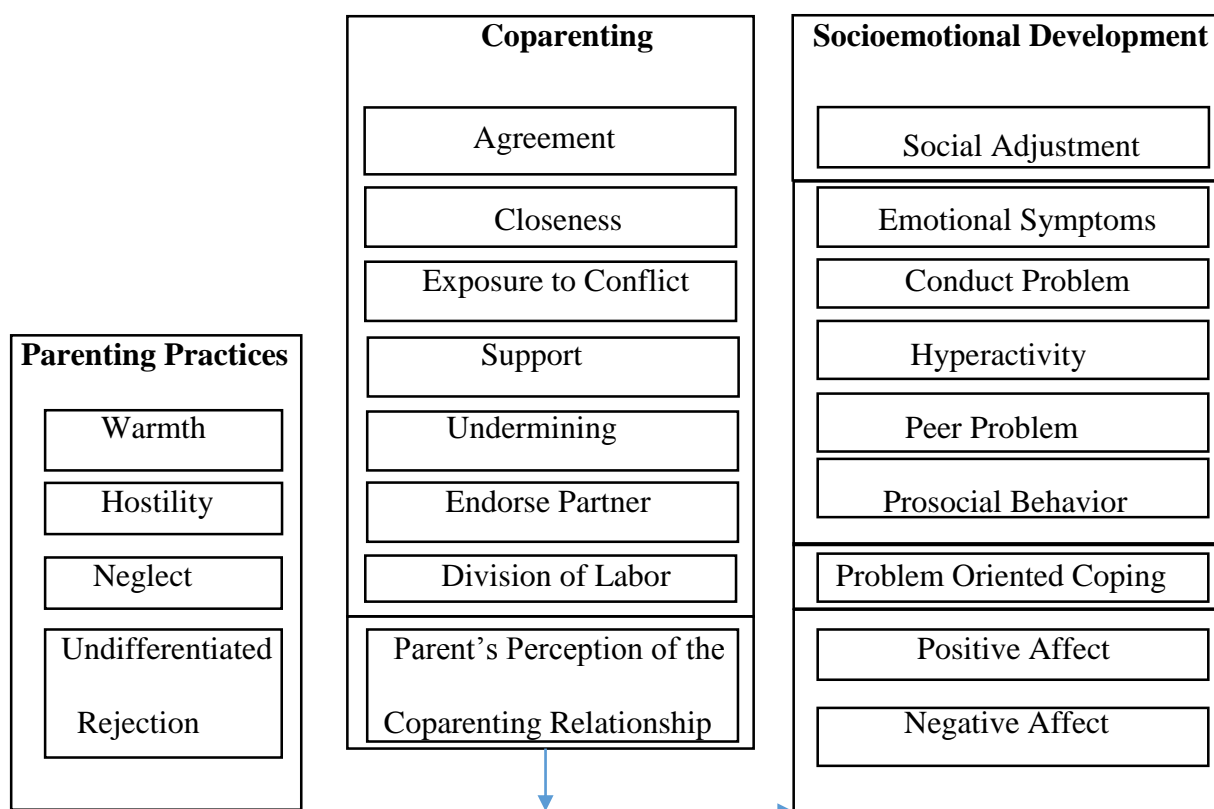 Parenting Practices
Warmth
Hostility
Neglect
Undifferentiated
Rejection
Coparenting
Agreement
Closeness
Exposure to Conflict
Support
Undermining
Endorse Partner
Division of Labor
Parent’s Perception of the
Coparenting Relationship
Socioemotional Development
Social Adjustment
Emotional Symptoms
Conduct Problem
Hyperactivity
Peer Problem
Prosocial Behavior
Problem Oriented Coping
Positive Affect
Negative Affect